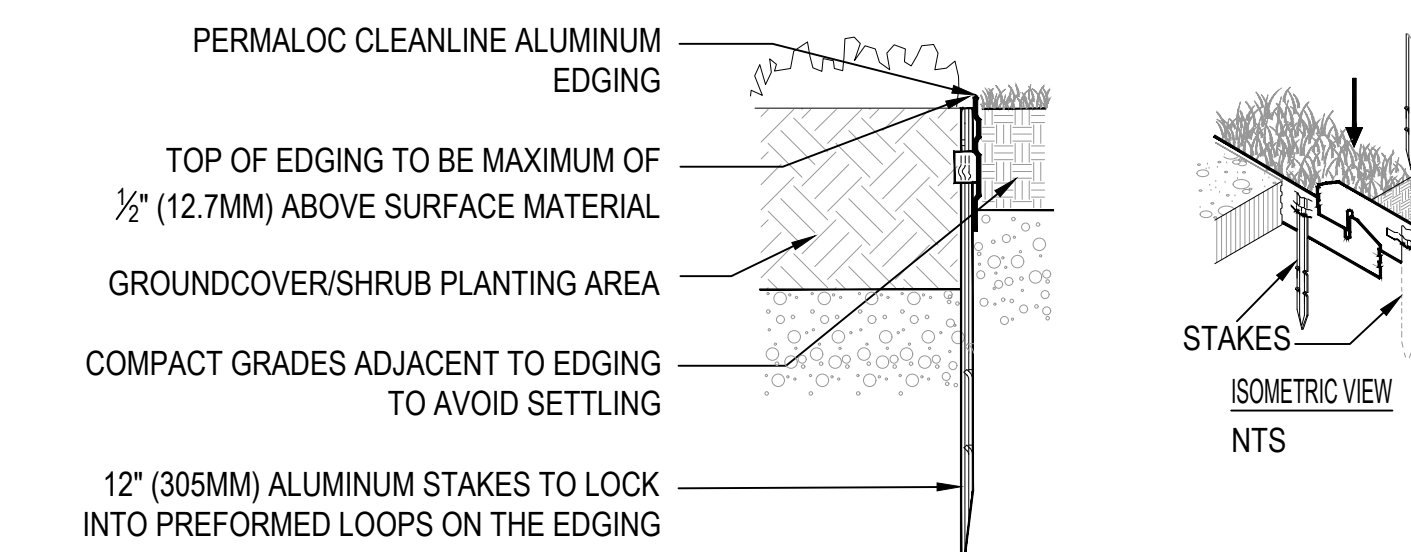 PERMALOC CLEANLINE ALUMINUM
EDGING
TOP OF EDGING TO BE MAXIMUM OF
½" (12.7MM) ABOVE SURFACE MATERIAL
GROUNDCOVER/SHRUB PLANTING AREA
COMPACT GRADES ADJACENT TO EDGING
TO AVOID SETTLING
12" (305MM) ALUMINUM STAKES TO LOCK
INTO PREFORMED LOOPS ON THE EDGING
STAKES
ISOMETRIC VIEW
NTS